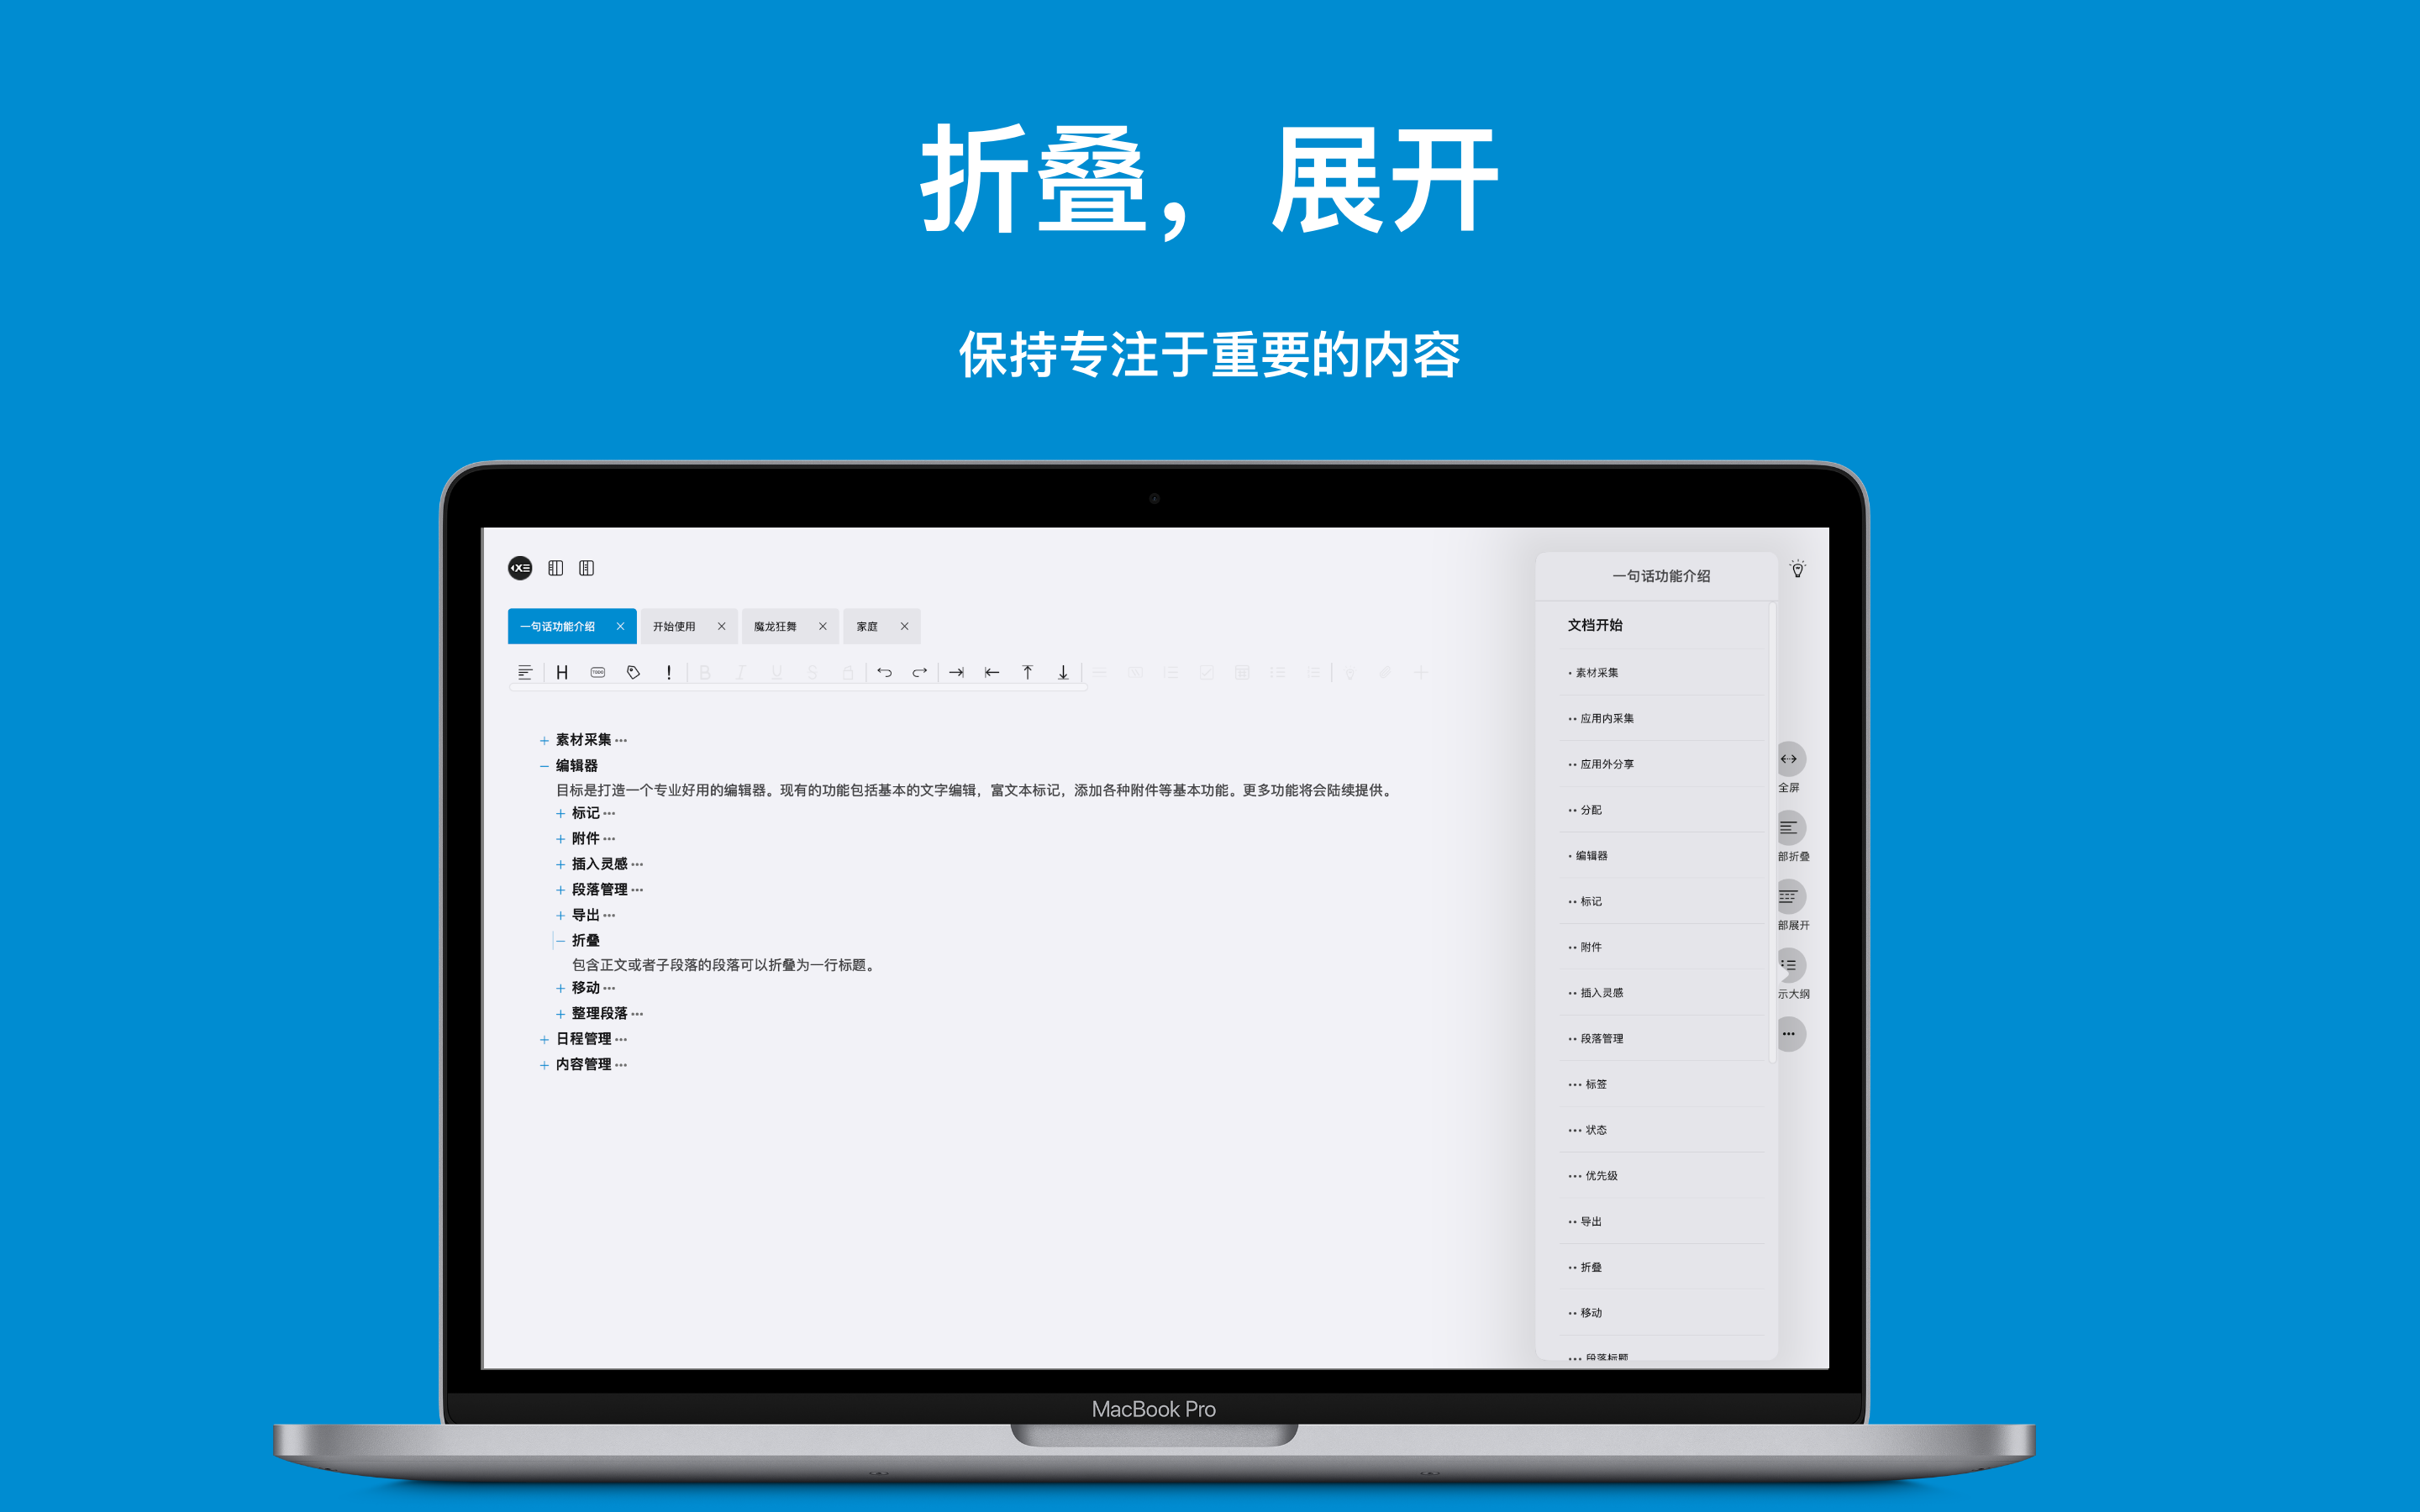 折叠，展开
保持专注于重要的内容
一句话功能介绍
开始使用
魔龙狂舞
家庭
H
TODO
!
B
I
U
S
素材采集
编辑器
目标是打造一个专业好用的编辑器。现有的功能包括基本的文字编辑，富文本标记，添加各种附件等基本功能。更多功能将会陆续提供。
标记
附件
插入灵感
段落管理
导出
折叠
包含正文或者子段落的段落可以折叠为一行标题。
移动
整理段落
日程管理
内容管理
一句话功能介绍
文档开始
素材采集
应用内采集
应用外分享
分配
编辑器
标记
附件
插入灵感
段落管理
标签
状态
优先级
导出
折叠
移动
段落标题
全屏
部折叠
部展开
示大纲
MacBook Pro